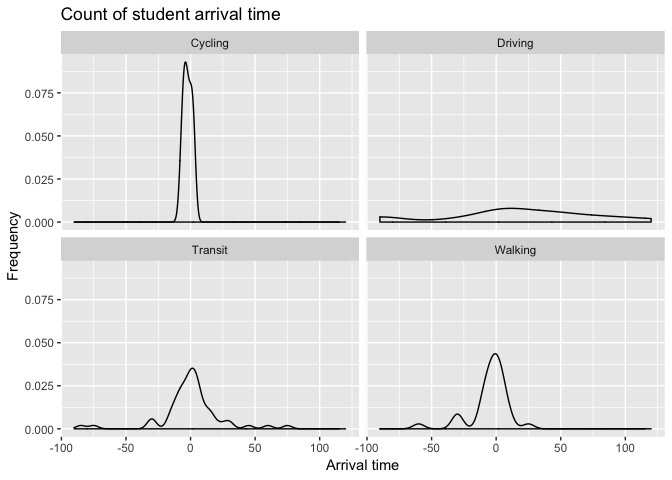 Count of student arrival time
Cycling
Driving
0.075
0.050
0.025
0.000
Transit
Walking
0.075
0.050
0.025
0.000
-100 -50 0 50 100 -100 -50 0 50 100
Arrival time
Frequency